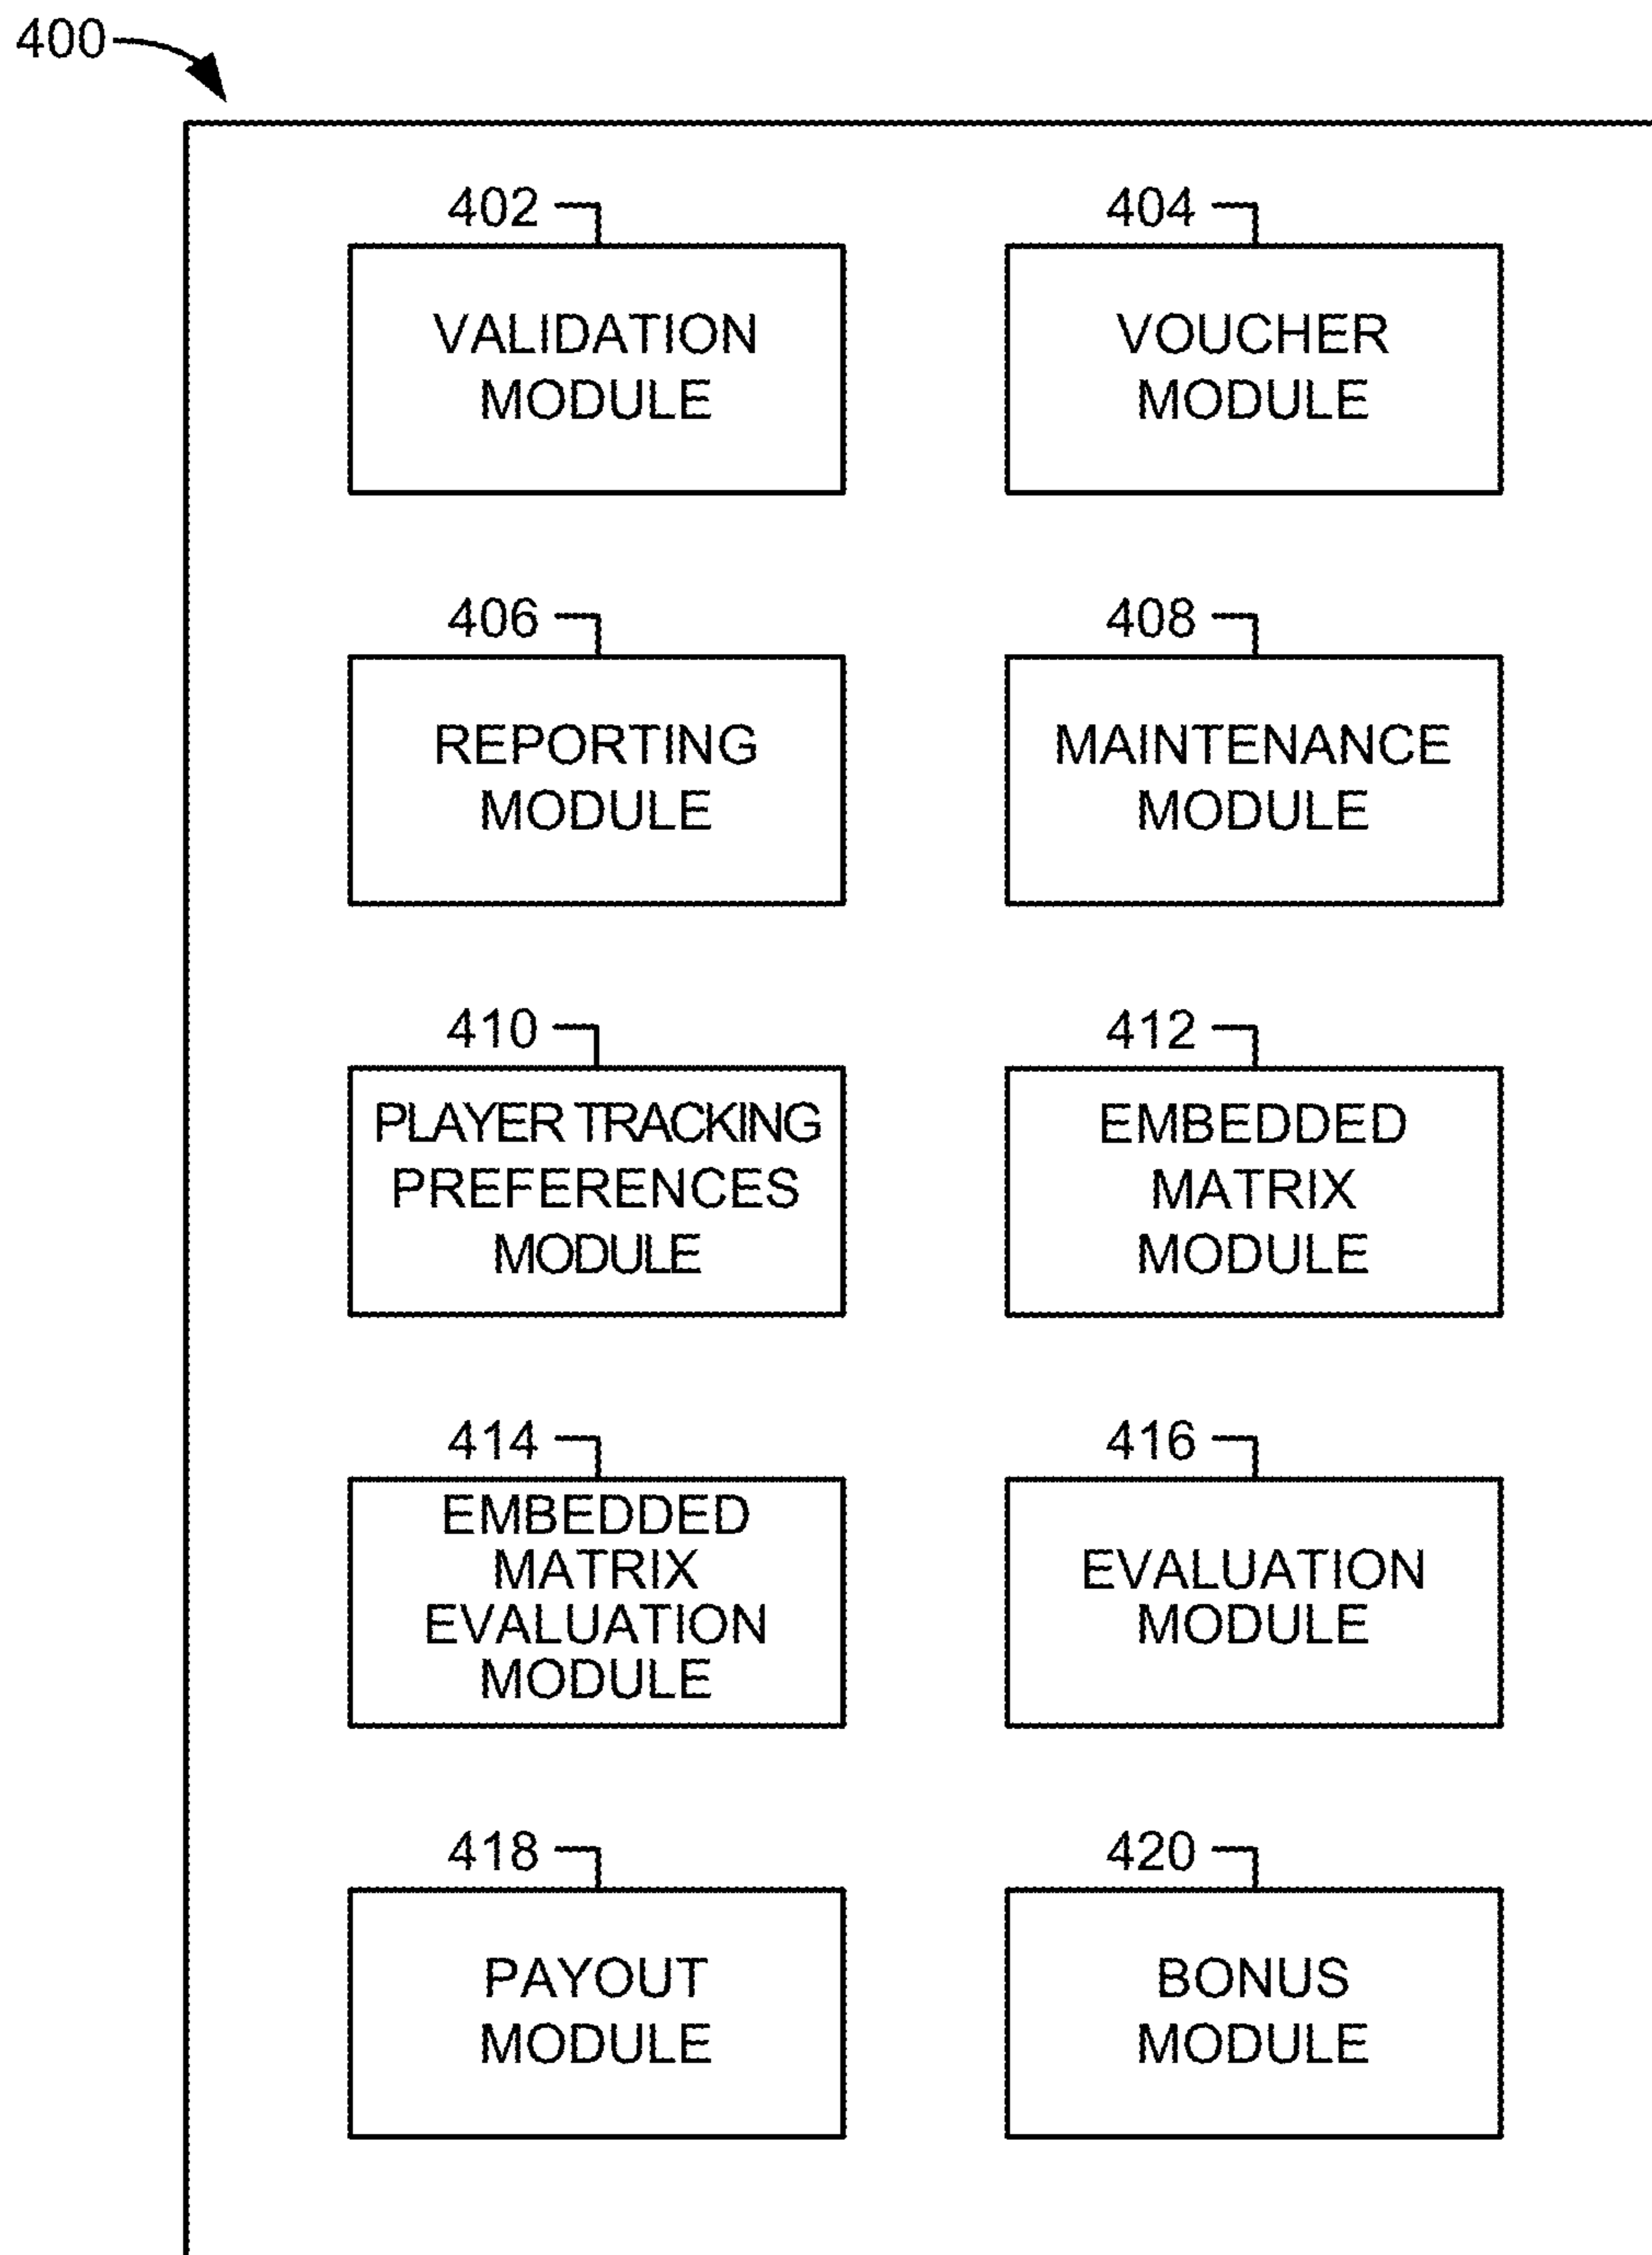 400
402
VALIDATION
MODULE
404
VOUCHER
MODULE
406
REPORTING
MODULE
408
MAINTENANCE
MODULE
410
PLAYER TRACKING
PREFERENCES
MODULE
412
EMBEDDED
MATRIX
MODULE
414
EMBEDDED
MATRIX
EVALUATION
MODULE
416
EVALUATION
MODULE
418
PAYOUT
MODULE
420
BONUS
MODULE